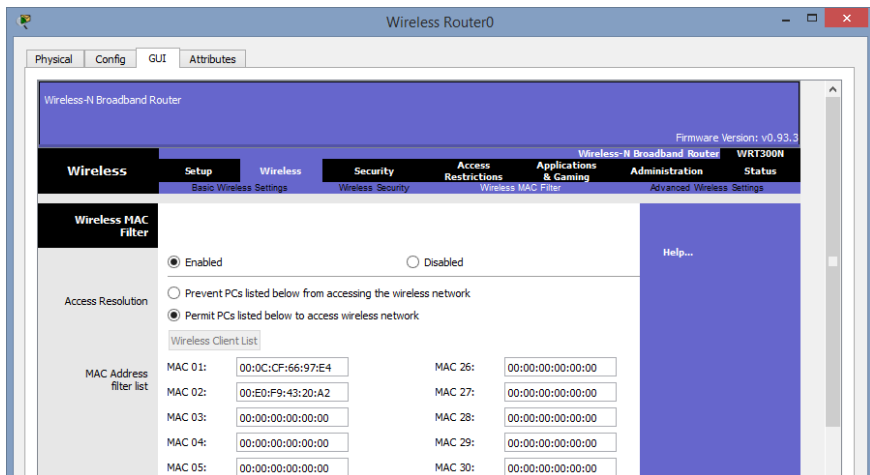 Wireless Router0
Physical Config GUI Attributes
Wireless-N Broadband Router
Firmware Version: v0.93.3
Wireless-N Broadband Router WRT300N
Wireless Setup Wireless Security Access Restrictions Applications & Gaming Administration Status
Basic Wireless Settings Wireless Security Wireless MAC Filter Advanced Wireless Settings
Wireless MAC
Filter
Help...
Enabled Disabled
Access Resolution
Prevent PCs listed below from accessing the wireless network
Permit PCs listed below to access wireless network
Wireless Client List
MAC Address
filter list
MAC 01: 00:0C:CF:66:97:E4 MAC 26: 00:00:00:00:00:00
MAC 02: 00:E0:F9:43:20:A2 MAC 27: 00:00:00:00:00:00
MAC 03: 00:00:00:00:00:00 MAC 28: 00:00:00:00:00:00
MAC 04: 00:00:00:00:00:00 MAC 29: 00:00:00:00:00:00
MAC 05: 00:00:00:00:00:00 MAC 30: 00:00:00:00:00:00